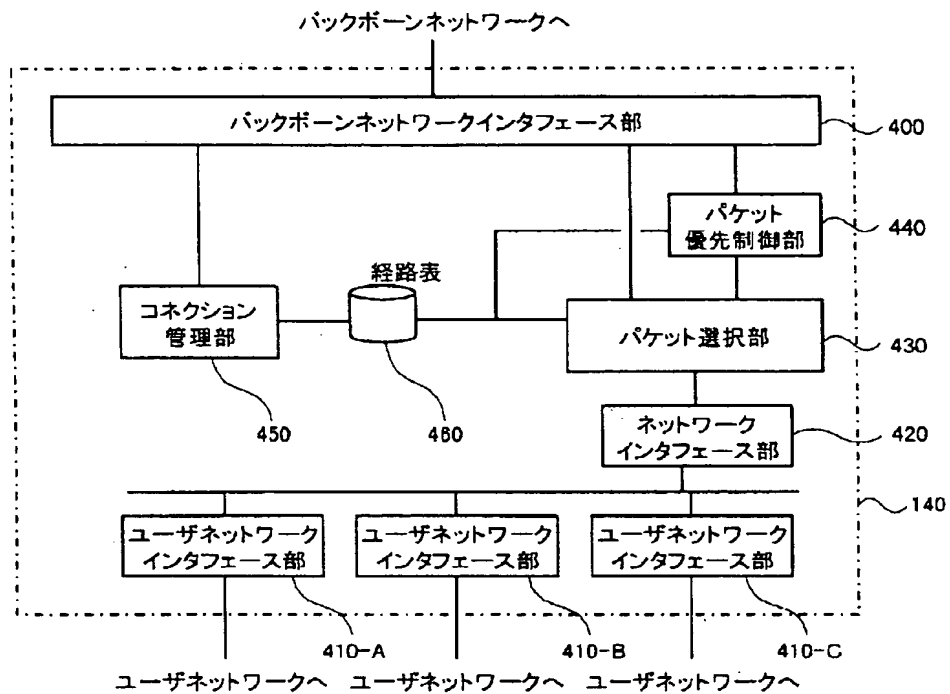 バックボーンネットワークへ
バックボーンネットワークインタフェース部
400
パケット
優先制御部
440
経路表
コネクション
管理部
パケット選択部
430
450
460
ネットワーク
インタフェース部
420
140
ユーザネットワーク
インタフェース部
ユーザネットワーク
インタフェース部
ユーザネットワーク
インタフェース部
410-A
410-B
410-C
ユーザネットワークへ
ユーザネットワークへ
ユーザネットワークへ